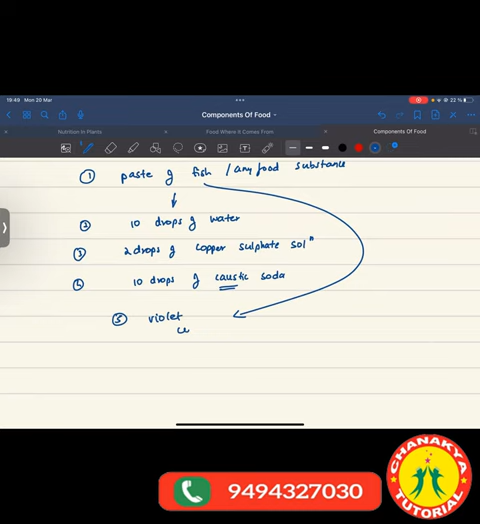 19:49 Mon 20 Mar
22 %
Components Of Food
Nutrition In Plants
Food Where It Comes From
Components Of Food
① paste of fish / any food substance
② 10 drops of water
③ 2 drops of copper sulphate solⁿ
④ 10 drops of caustic soda
⑤ violet
9494327030
CHANAKYA
TUTORIAL